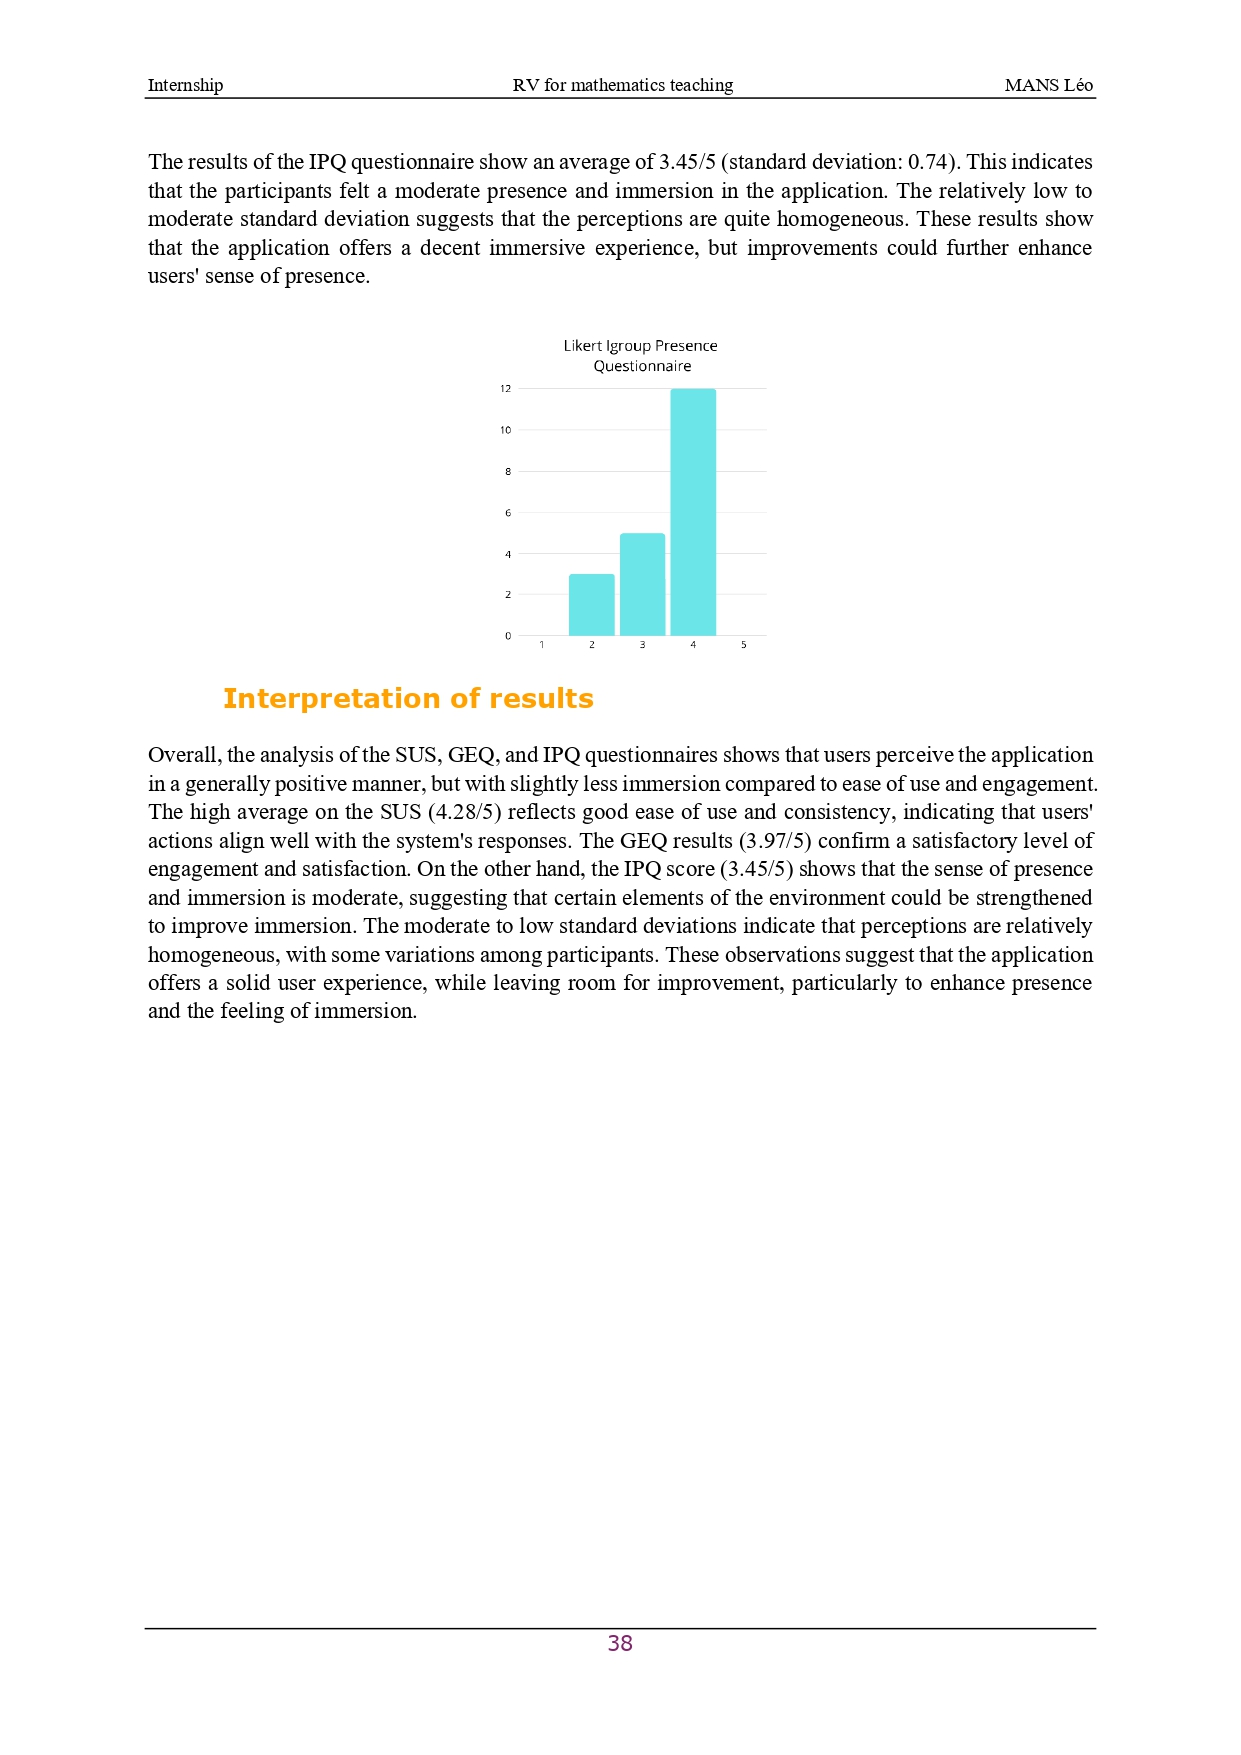 Internship RV for mathematics teaching MANS Léo
The results of the IPQ questionnaire show an average of 3.45/5 (standard deviation: 0.74). This indicates
that the participants felt a moderate presence and immersion in the application. The relatively low to
moderate standard deviation suggests that the perceptions are quite homogeneous. These results show
that the application offers a decent immersive experience, but improvements could further enhance
users' sense of presence.
Likert Igroup Presence
Questionnaire
12
10
8
6
4
2
0
1 2 3 4 5
Interpretation of results
Overall, the analysis of the SUS, GEQ, and IPQ questionnaires shows that users perceive the application
in a generally positive manner, but with slightly less immersion compared to ease of use and engagement.
The high average on the SUS (4.28/5) reflects good ease of use and consistency, indicating that users'
actions align well with the system's responses. The GEQ results (3.97/5) confirm a satisfactory level of
engagement and satisfaction. On the other hand, the IPQ score (3.45/5) shows that the sense of presence
and immersion is moderate, suggesting that certain elements of the environment could be strengthened
to improve immersion. The moderate to low standard deviations indicate that perceptions are relatively
homogeneous, with some variations among participants. These observations suggest that the application
offers a solid user experience, while leaving room for improvement, particularly to enhance presence
and the feeling of immersion.
38